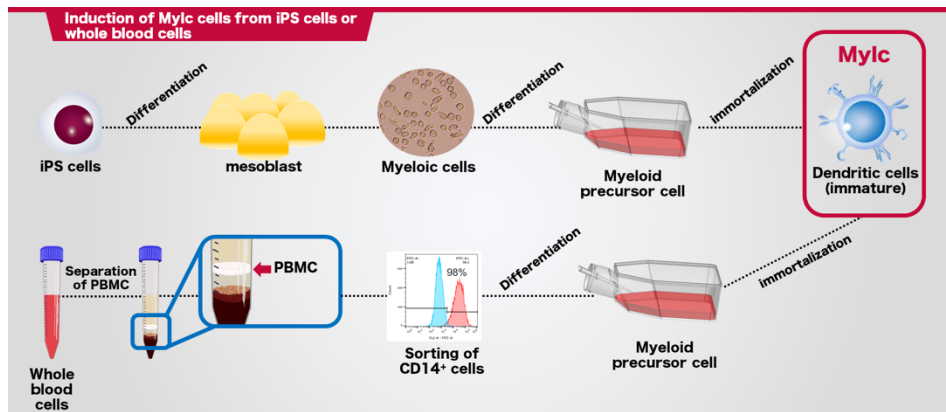 Induction of Mylc cells from iPS cells or
whole blood cells
Differentiation
Differentiation
immortalization
Mylc
iPS cells
mesoblast
Myeloic cells
Myeloid
precursor cell
Dendritic cells
(immature)
Separation
of PBMC
PBMC
98%
Differentiation
immortalization
Whole
blood
cells
Sorting of
CD14⁺ cells
Myeloid
precursor cell